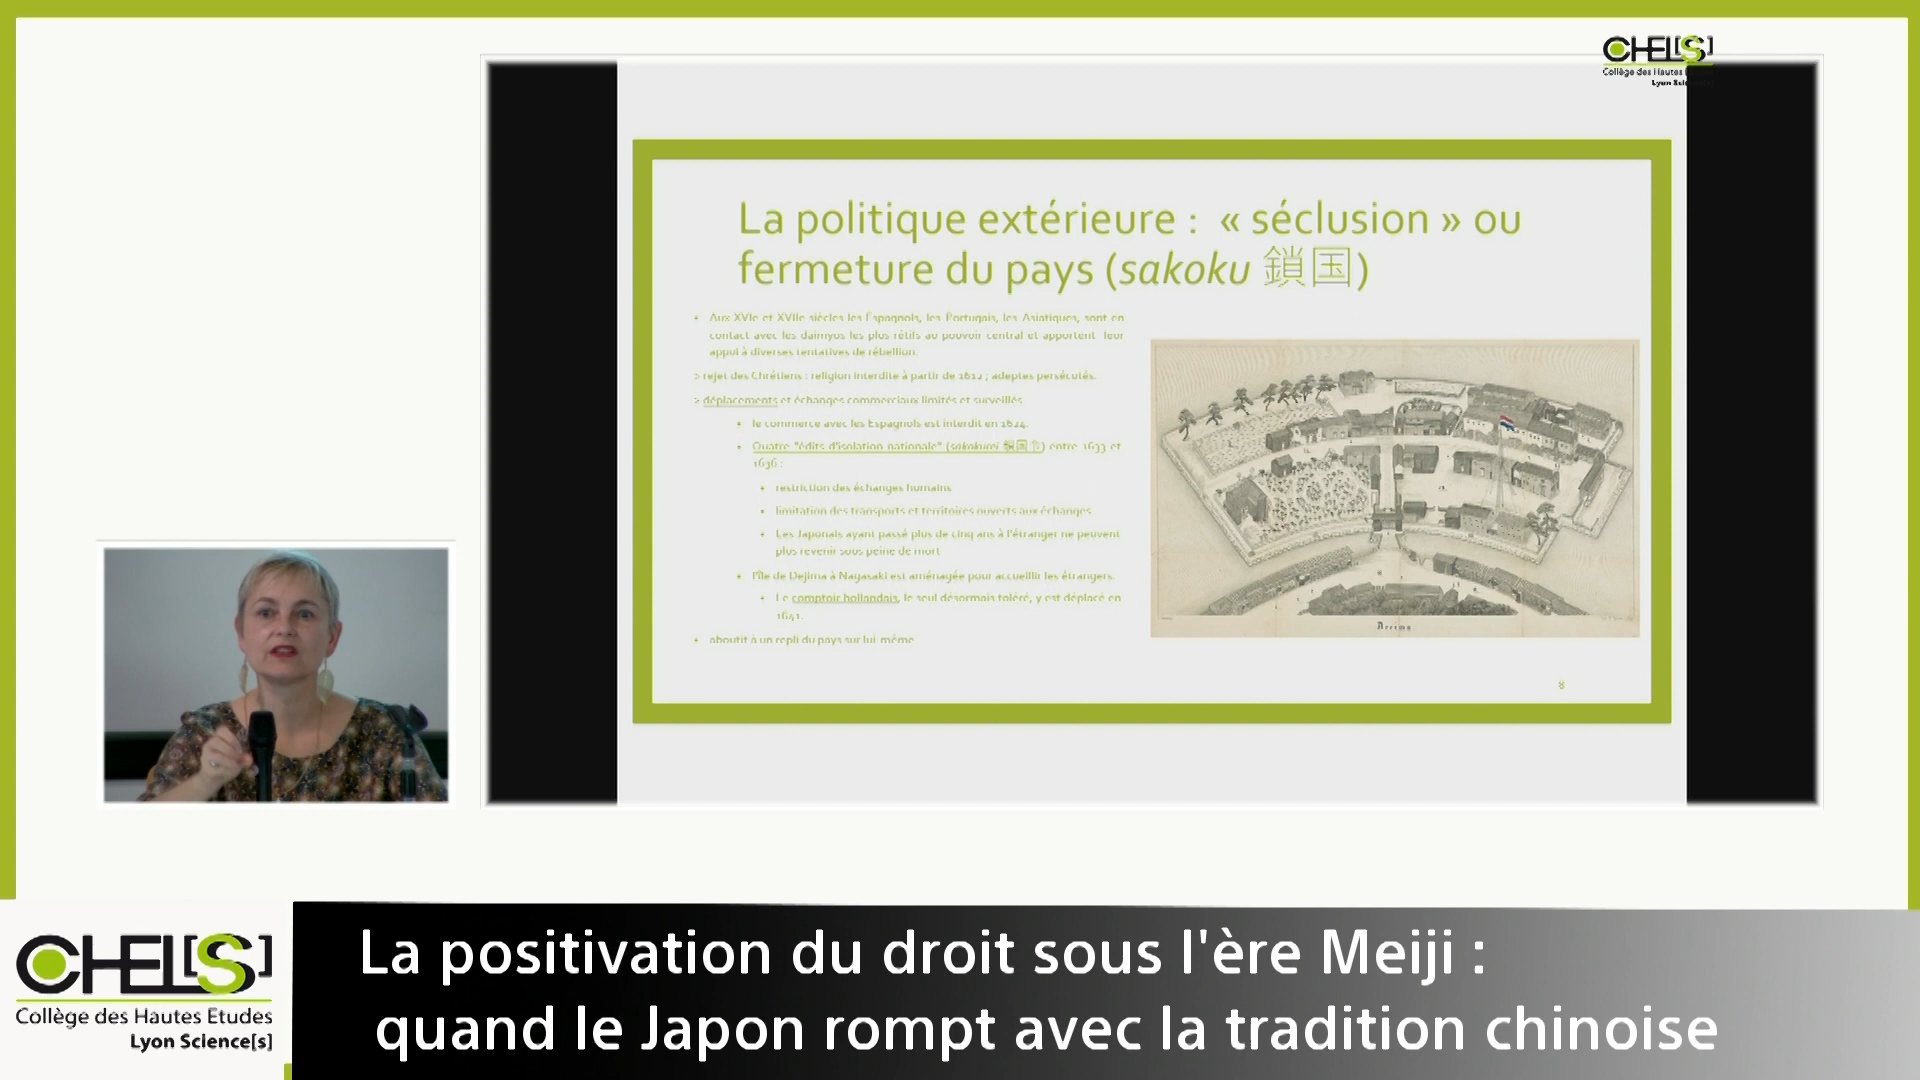 CHEL[S]
Collège des Hautes
Lyon Sci
La politique extérieure : « séclusion » ou
fermeture du pays (sakoku 鎖国)
• Aux XVIe et XVIIe siècles les Espagnols, les Portugais, les Asiatiques, sont en
contact avec les daimyos les plus rétifs au pouvoir central et apportent leur
appui à diverses tentatives de rébellion.
> rejet des Chrétiens : religion interdite à partir de 1612 ; adeptes persécutés.
> déplacements et échanges commerciaux limités et surveillés
• le commerce avec les Espagnols est interdit en 1624.
• Quatre "édits d'isolation nationale" (sakokurei 鎖国令) entre 1633 et
1636 :
• restriction des échanges humains
• limitation des transports et territoires ouverts aux échanges
• Les Japonais ayant passé plus de cinq ans à l'étranger ne peuvent
plus revenir sous peine de mort
• l'île de Dejima à Nagasaki est aménagée pour accueillir les étrangers.
• Le comptoir hollandais, le seul désormais toléré, y est déplacé en
1641.
• aboutit à un repli du pays sur lui-même
8
CHEL[S]
Collège des Hautes Etudes
Lyon Science[s]
La positivation du droit sous l'ère Meiji :
quand le Japon rompt avec la tradition chinoise